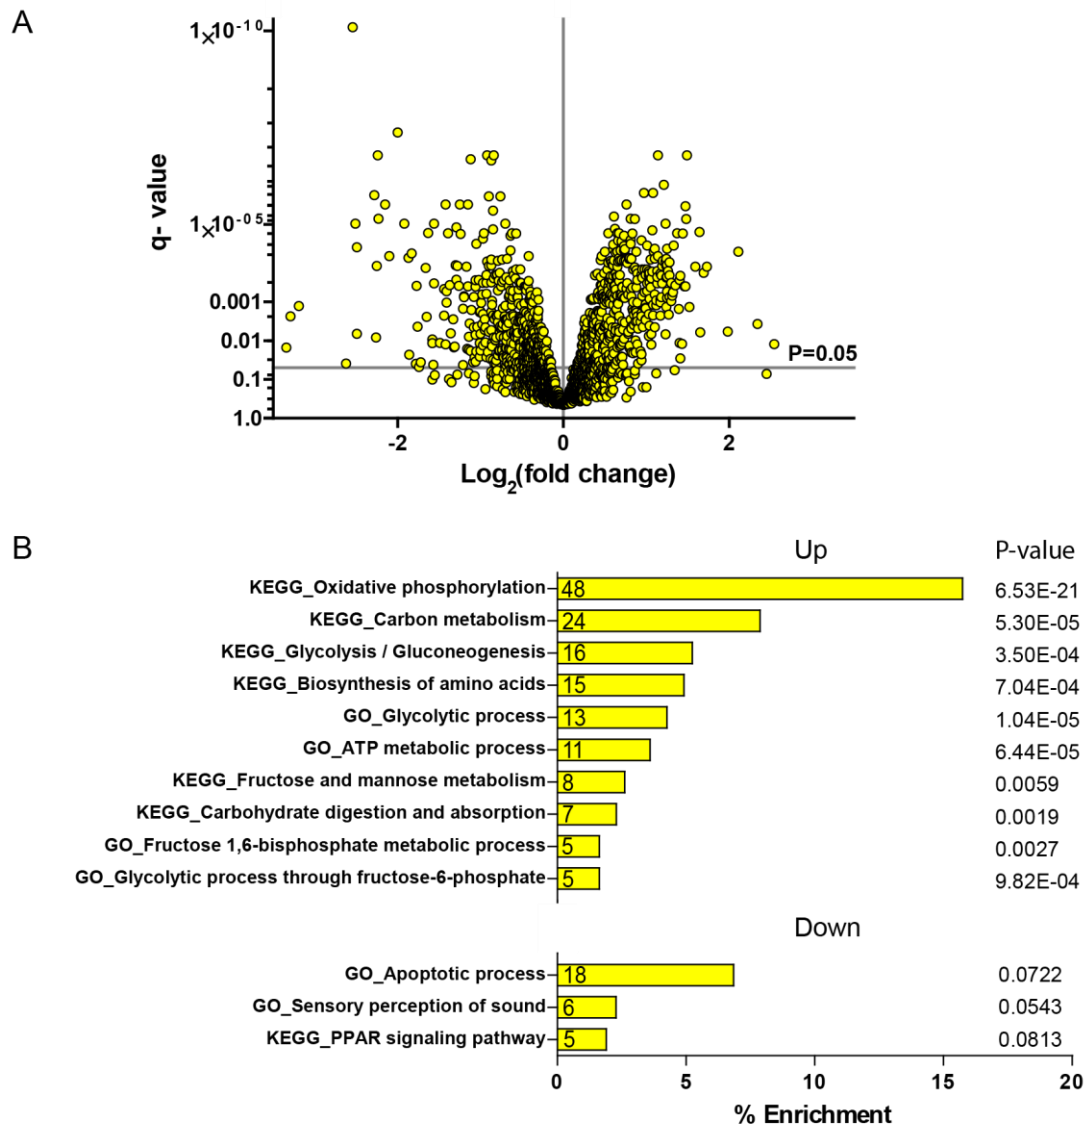 A
1×10-10
1×10-05
0.001
0.01
0.1
1.0
q- value
P=0.05
-2 0 2
Log2(fold change)
B
Up P-value
KEGG_Oxidative phosphorylation 48 6.53E-21
KEGG_Carbon metabolism 24 5.30E-05
KEGG_Glycolysis / Gluconeogenesis 16 3.50E-04
KEGG_Biosynthesis of amino acids 15 7.04E-04
GO_Glycolytic process 13 1.04E-05
GO_ATP metabolic process 11 6.44E-05
KEGG_Fructose and mannose metabolism 8 0.0059
KEGG_Carbohydrate digestion and absorption 7 0.0019
GO_Fructose 1,6-bisphosphate metabolic process 5 0.0027
GO_Glycolytic process through fructose-6-phosphate 5 9.82E-04
Down
GO_Apoptotic process 18 0.0722
GO_Sensory perception of sound 6 0.0543
KEGG_PPAR signaling pathway 5 0.0813
0 5 10 15 20
% Enrichment